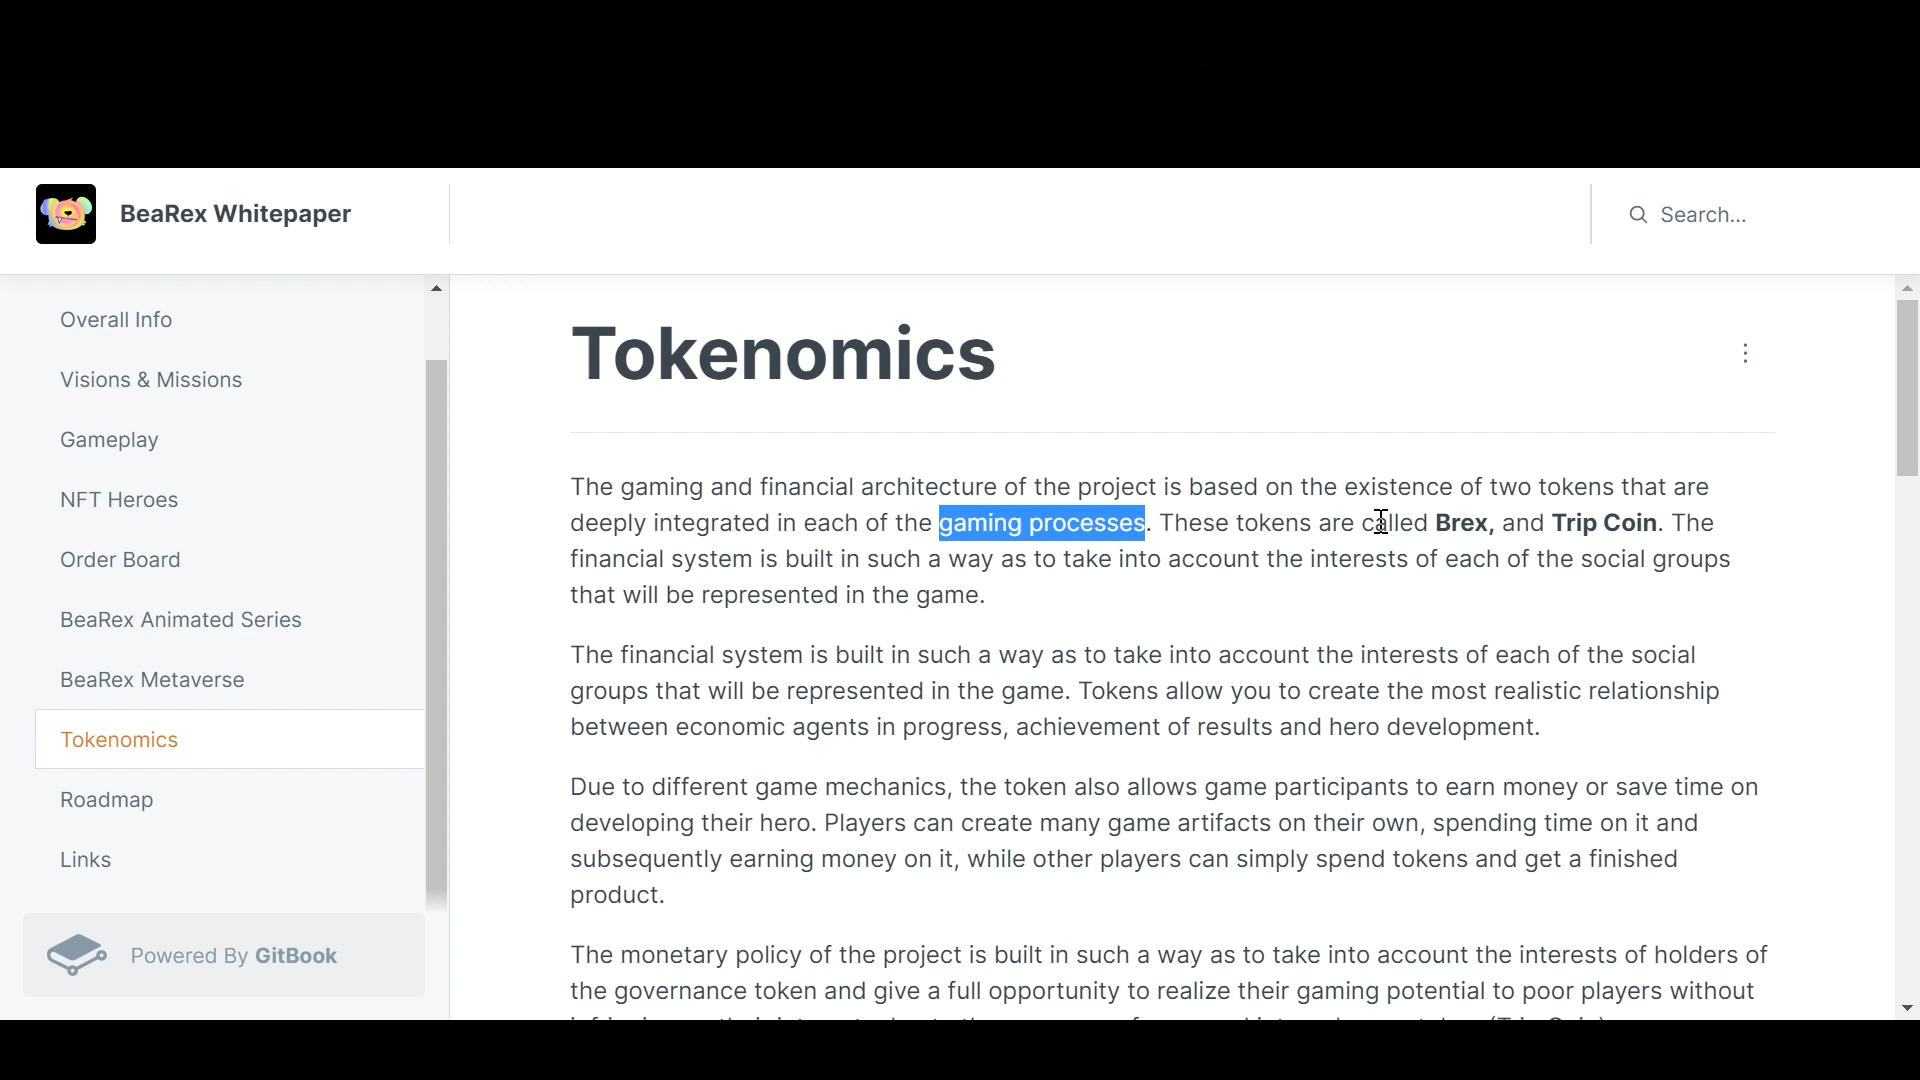 BeaRex Whitepaper
Search...
Overall Info
Visions & Missions
Gameplay
NFT Heroes
Order Board
BeaRex Animated Series
BeaRex Metaverse
Tokenomics
Roadmap
Links
Powered By GitBook
Tokenomics
The gaming and financial architecture of the project is based on the existence of two tokens that are
deeply integrated in each of the gaming processes. These tokens are called Brex, and Trip Coin. The
financial system is built in such a way as to take into account the interests of each of the social groups
that will be represented in the game.
The financial system is built in such a way as to take into account the interests of each of the social
groups that will be represented in the game. Tokens allow you to create the most realistic relationship
between economic agents in progress, achievement of results and hero development.
Due to different game mechanics, the token also allows game participants to earn money or save time on
developing their hero. Players can create many game artifacts on their own, spending time on it and
subsequently earning money on it, while other players can simply spend tokens and get a finished
product.
The monetary policy of the project is built in such a way as to take into account the interests of holders of
the governance token and give a full opportunity to realize their gaming potential to poor players without